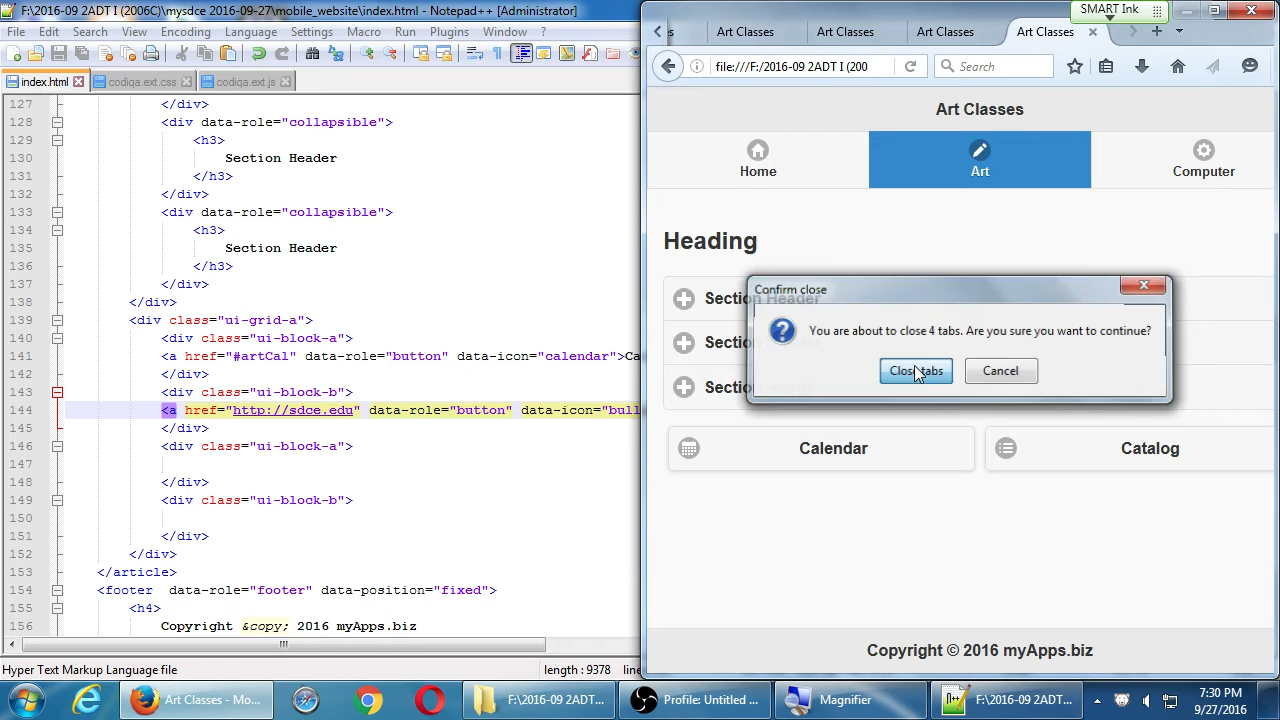 F:\2016-09 2ADT I (2006C)\mysdce 2016-09-27\mobile_website\index.html - Notepad++ [Administrator]
File Edit Search View Encoding Language Settings Macro Run Plugins Window ?
index.html codiqa.ext.css codiqa.ext.js
127 </div>
128 <div data-role="collapsible">
129 <h3>
130 Section Header
131 </h3>
132 </div>
133 <div data-role="collapsible">
134 <h3>
135 Section Header
136 </h3>
137 </div>
138 </div>
139 <div class="ui-grid-a">
140 <div class="ui-block-a">
141 <a href="#artCal" data-role="button" data-icon="calendar">Ca
142 </div>
143 <div class="ui-block-b">
144 <a href="http://sdce.edu" data-role="button" data-icon="bull
145 </div>
146 <div class="ui-block-a">
147
148 </div>
149 <div class="ui-block-b">
150
151 </div>
152 </div>
153 </article>
154 <footer data-role="footer" data-position="fixed">
155 <h4>
156 Copyright &copy; 2016 myApps.biz
Hyper Text Markup Language file length : 9378 line
SMART Ink
s Art Classes Art Classes Art Classes Art Classes
file:///F:/2016-09 2ADT I (200 Search
Art Classes
Home Art Computer
Heading
Section Header
Section
Section
Confirm close
You are about to close 4 tabs. Are you sure you want to continue?
Close tabs Cancel
Calendar Catalog
Copyright © 2016 myApps.biz
Art Classes - Mo... F:\2016-09 2ADT... Profile: Untitled ... Magnifier F:\2016-09 2ADT...
7:30 PM
9/27/2016